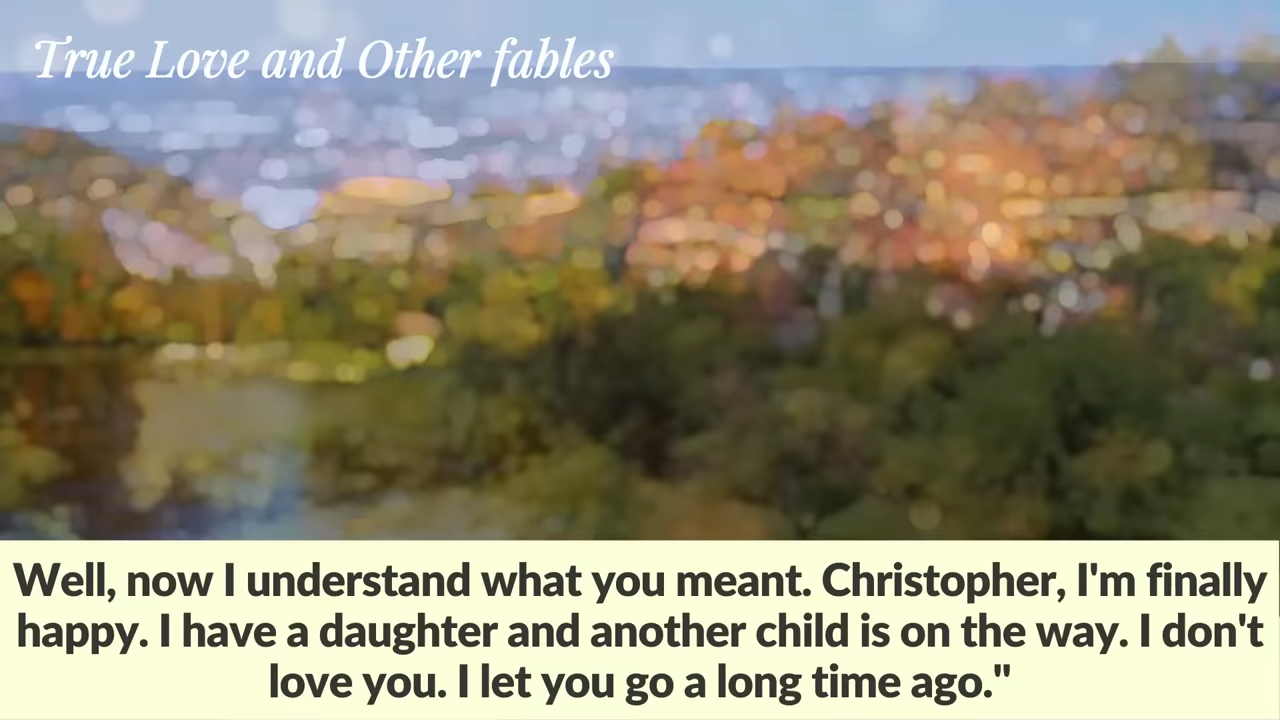 True Love and Other fables
Well, now I understand what you meant. Christopher, I'm finally
happy. I have a daughter and another child is on the way. I don't
love you. I let you go a long time ago."